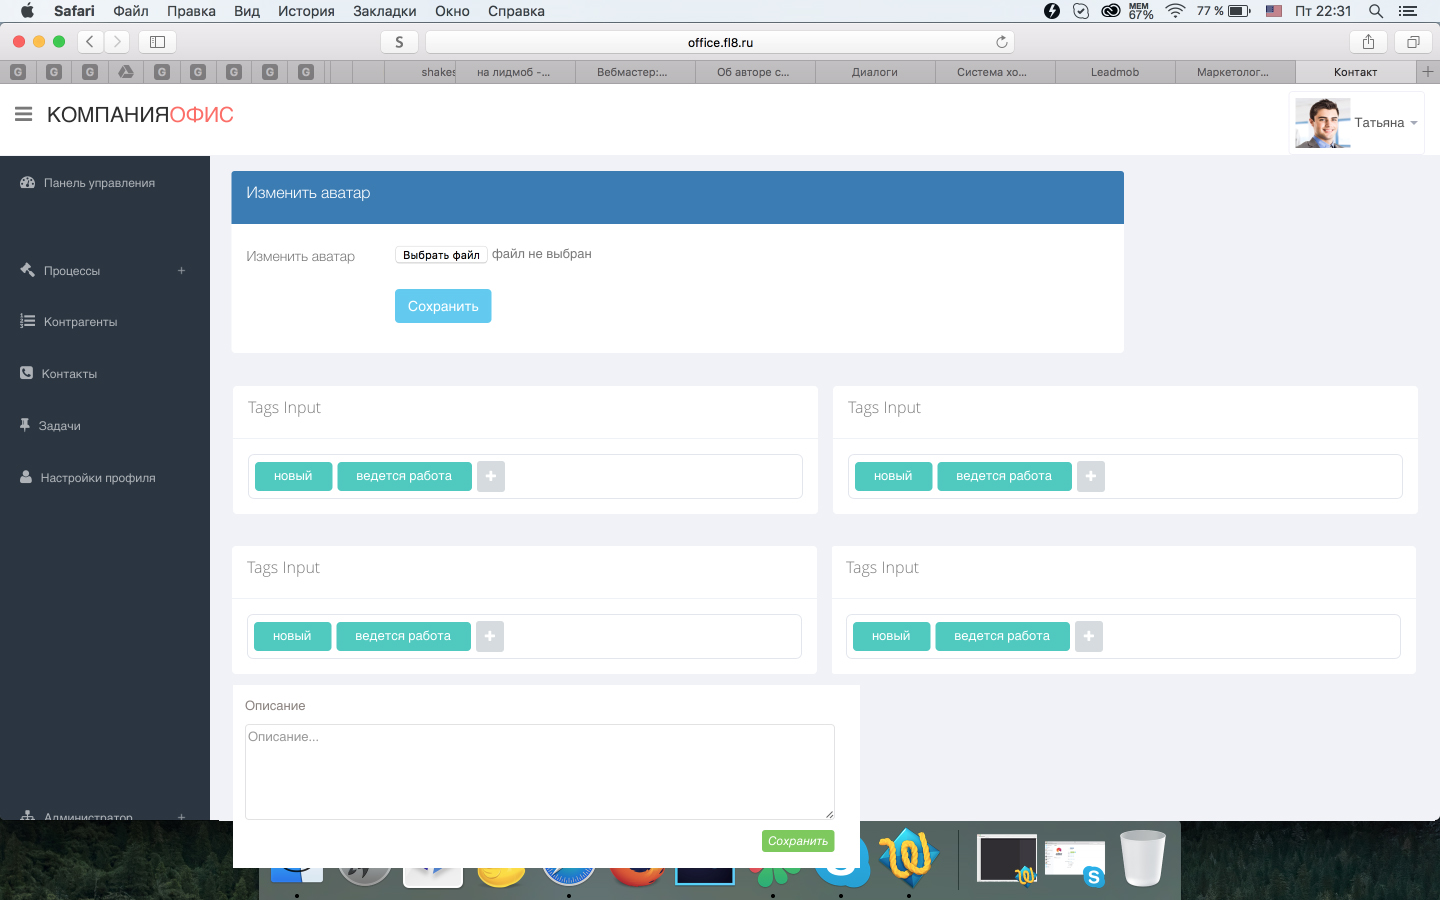 Safari Файл Правка Вид История Закладки Окно Справка
MEM
67%
77 % Пт 22:31
S office.fl8.ru
G G G G G G G G shakes на лидмоб -... Вебмастер:... Об авторе с... Диалоги Система хо... Leadmob Маркетолог... Контакт
КОМПАНИЯОФИС
Татьяна
Панель управления
Процессы +
Контрагенты
Контакты
Задачи
Настройки профиля
Администратор +
Изменить аватар
Изменить аватар Выбрать файл файл не выбран
Сохранить
Tags Input
новый ведется работа +
Tags Input
новый ведется работа +
Tags Input
новый ведется работа +
Tags Input
новый ведется работа +
Описание
Описание...
Сохранить
S